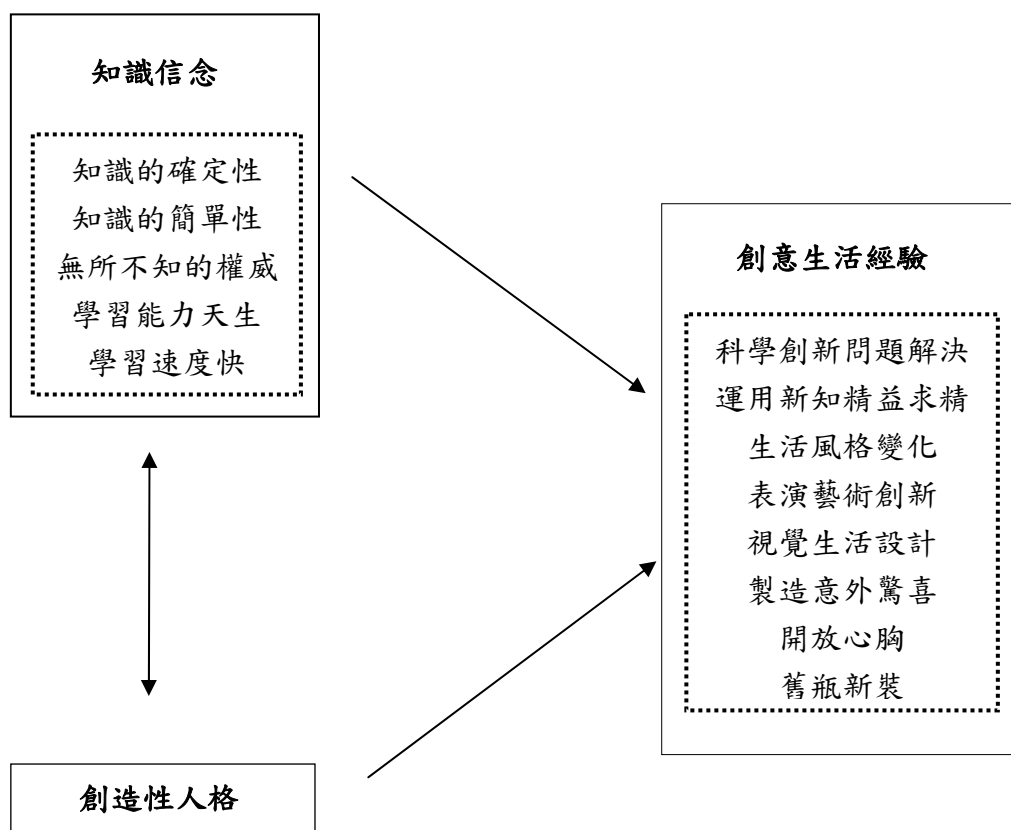 知識信念
知識的確定性
知識的簡單性
無所不知的權威
學習能力天生
學習速度快
創意生活經驗
科學創新問題解決
運用新知精益求精
生活風格變化
表演藝術創新
視覺生活設計
製造意外驚喜
開放心胸
舊瓶新裝
創造性人格